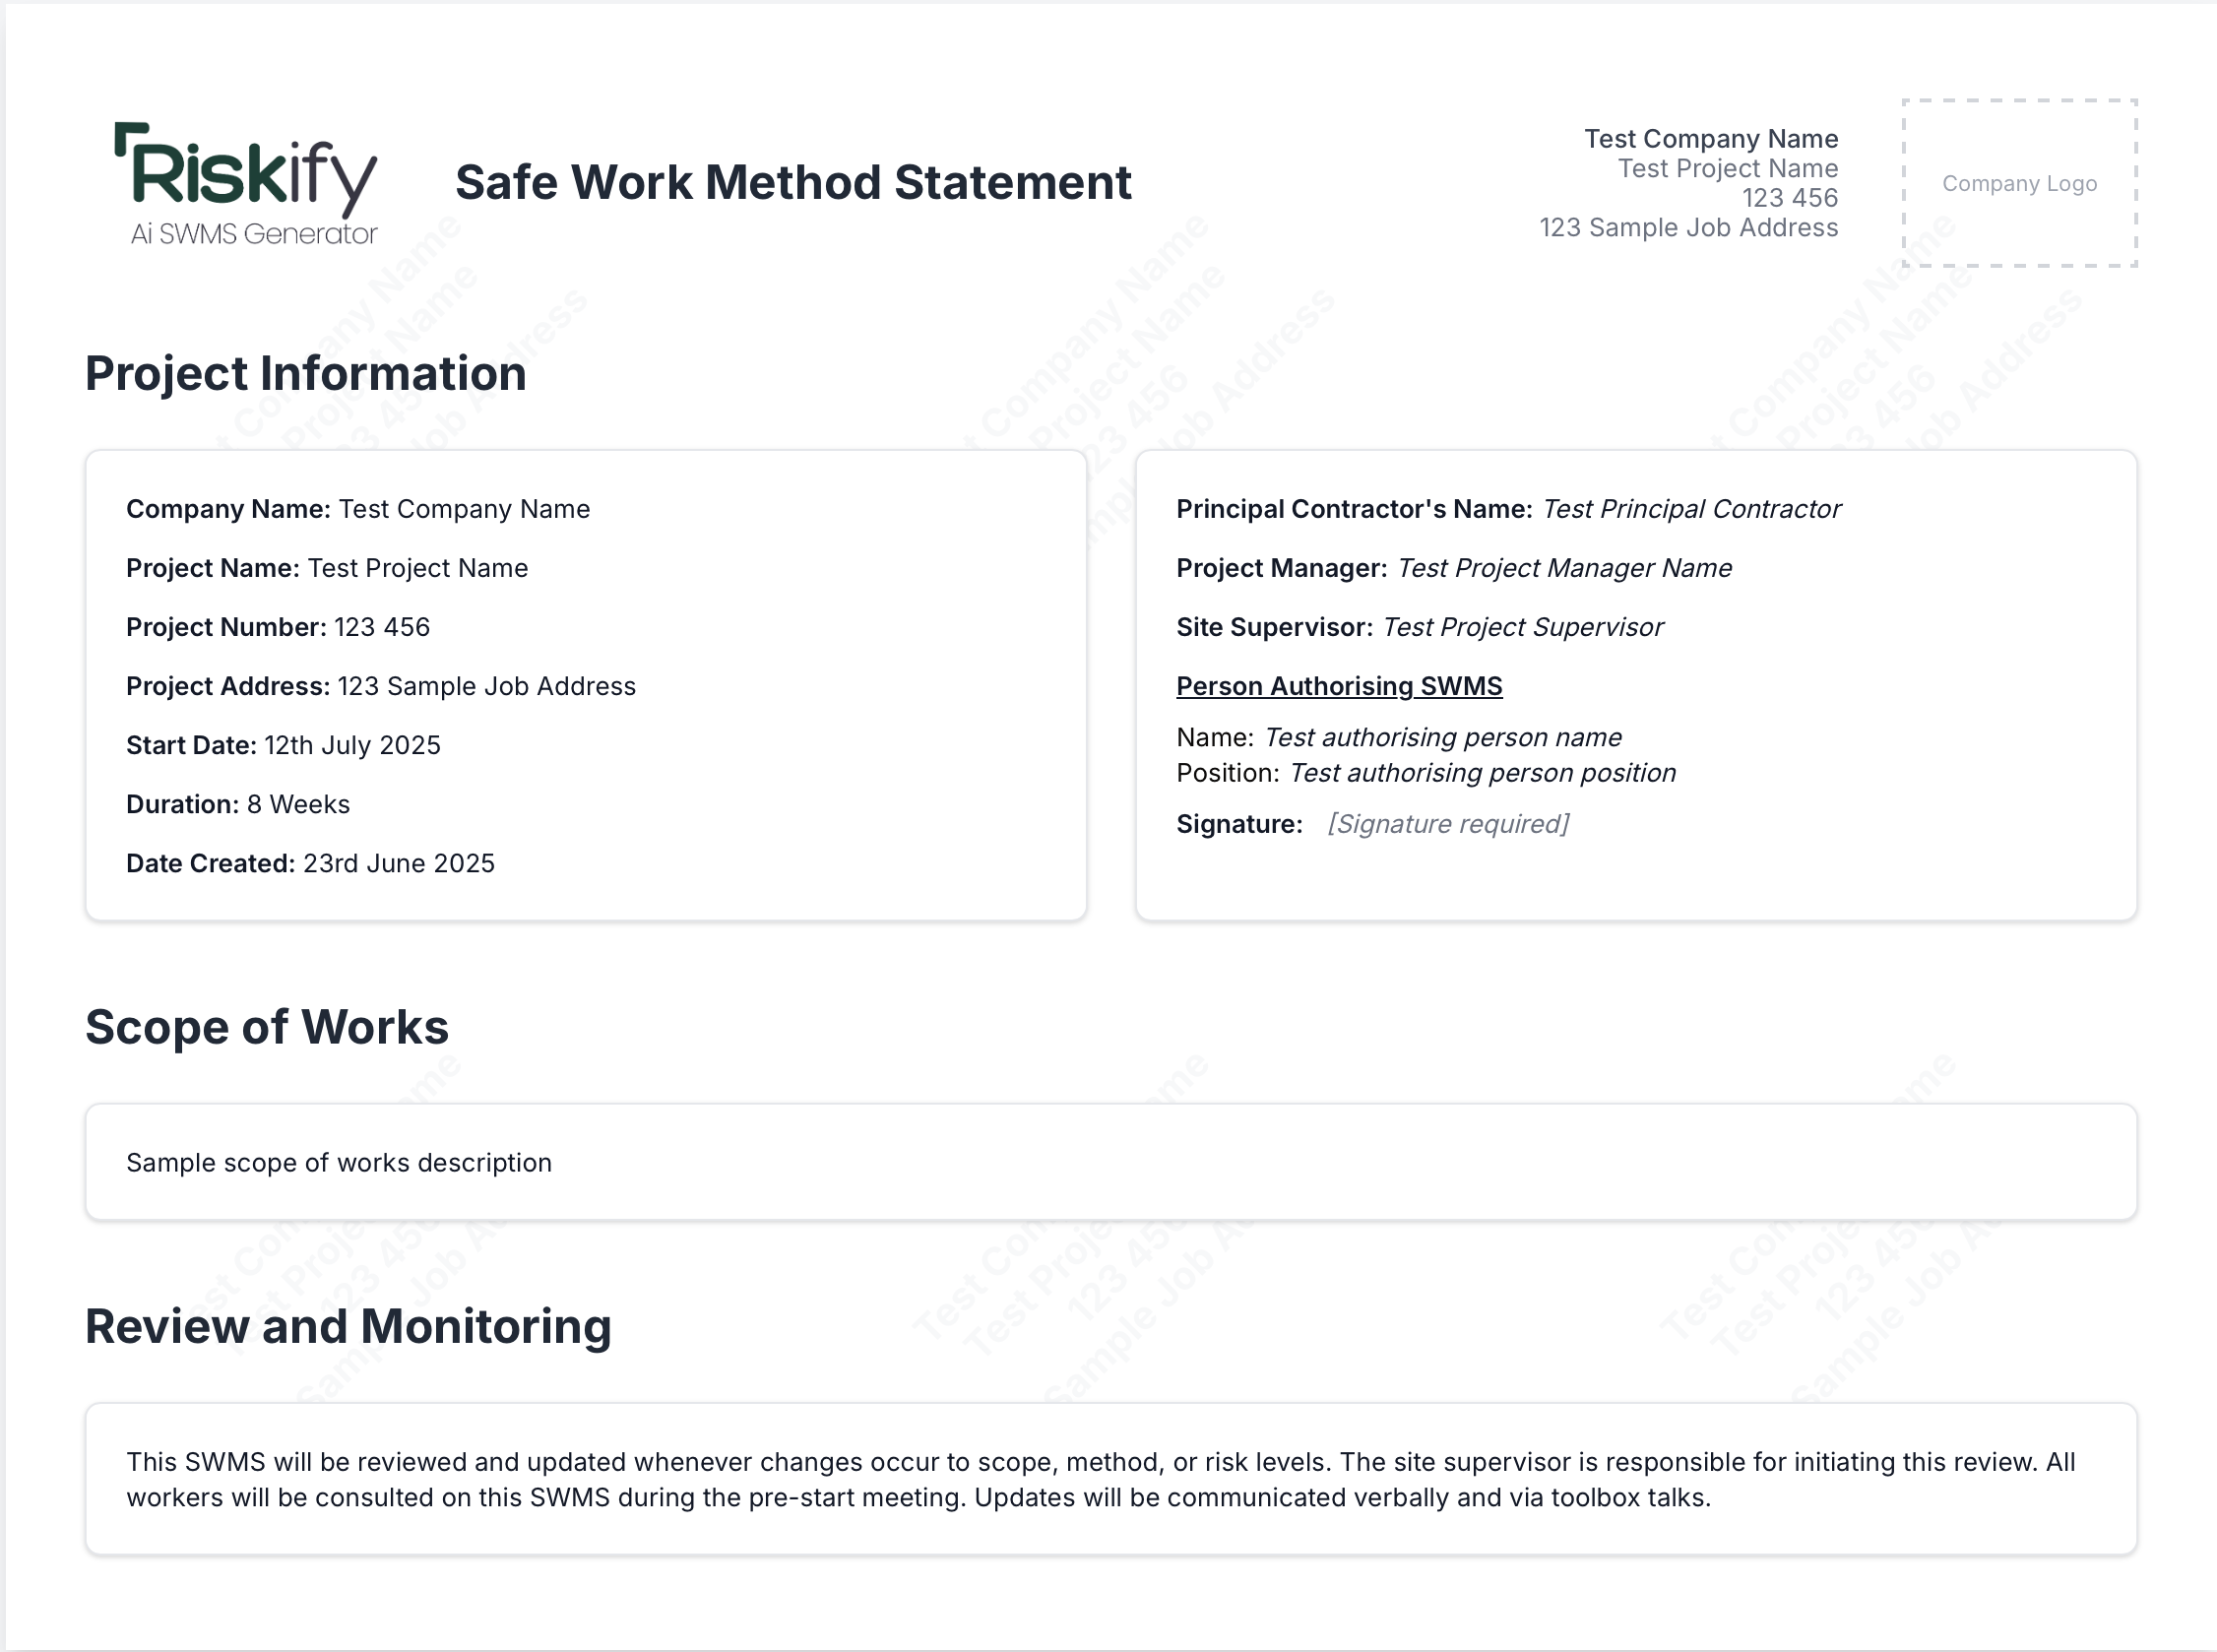 Riskify
Ai SWMS Generator
Safe Work Method Statement
Test Company Name
Test Project Name
123 456
123 Sample Job Address
Company Logo
Project Information
Company Name: Test Company Name
Project Name: Test Project Name
Project Number: 123 456
Project Address: 123 Sample Job Address
Start Date: 12th July 2025
Duration: 8 Weeks
Date Created: 23rd June 2025
Principal Contractor's Name: Test Principal Contractor
Project Manager: Test Project Manager Name
Site Supervisor: Test Project Supervisor
Person Authorising SWMS
Name: Test authorising person name
Position: Test authorising person position
Signature: [Signature required]
Scope of Works
Sample scope of works description
Review and Monitoring
This SWMS will be reviewed and updated whenever changes occur to scope, method, or risk levels. The site supervisor is responsible for initiating this review. All
workers will be consulted on this SWMS during the pre-start meeting. Updates will be communicated verbally and via toolbox talks.